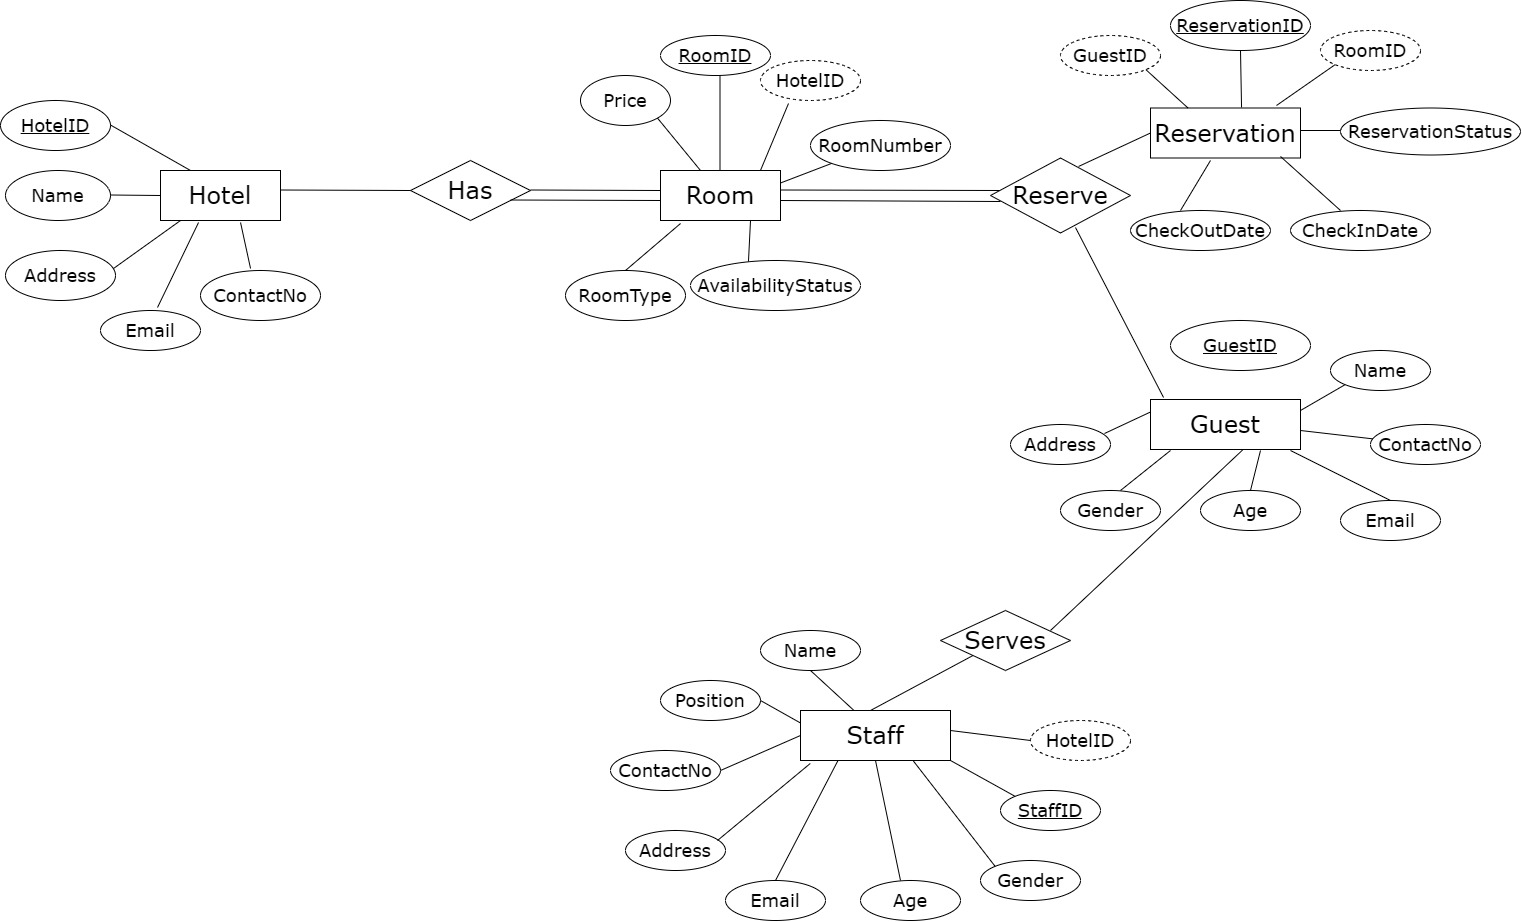 ReservationID
GuestID
RoomID
RoomID
HotelID
Price
HotelID
RoomNumber
Reservation
ReservationStatus
Name
Hotel
Has
Room
Reserve
CheckOutDate
CheckInDate
Address
ContactNo
Email
RoomType
AvailabilityStatus
GuestID
Name
Guest
Address
ContactNo
Gender
Age
Email
Serves
Name
Position
Staff
HotelID
ContactNo
StaffID
Address
Gender
Email
Age